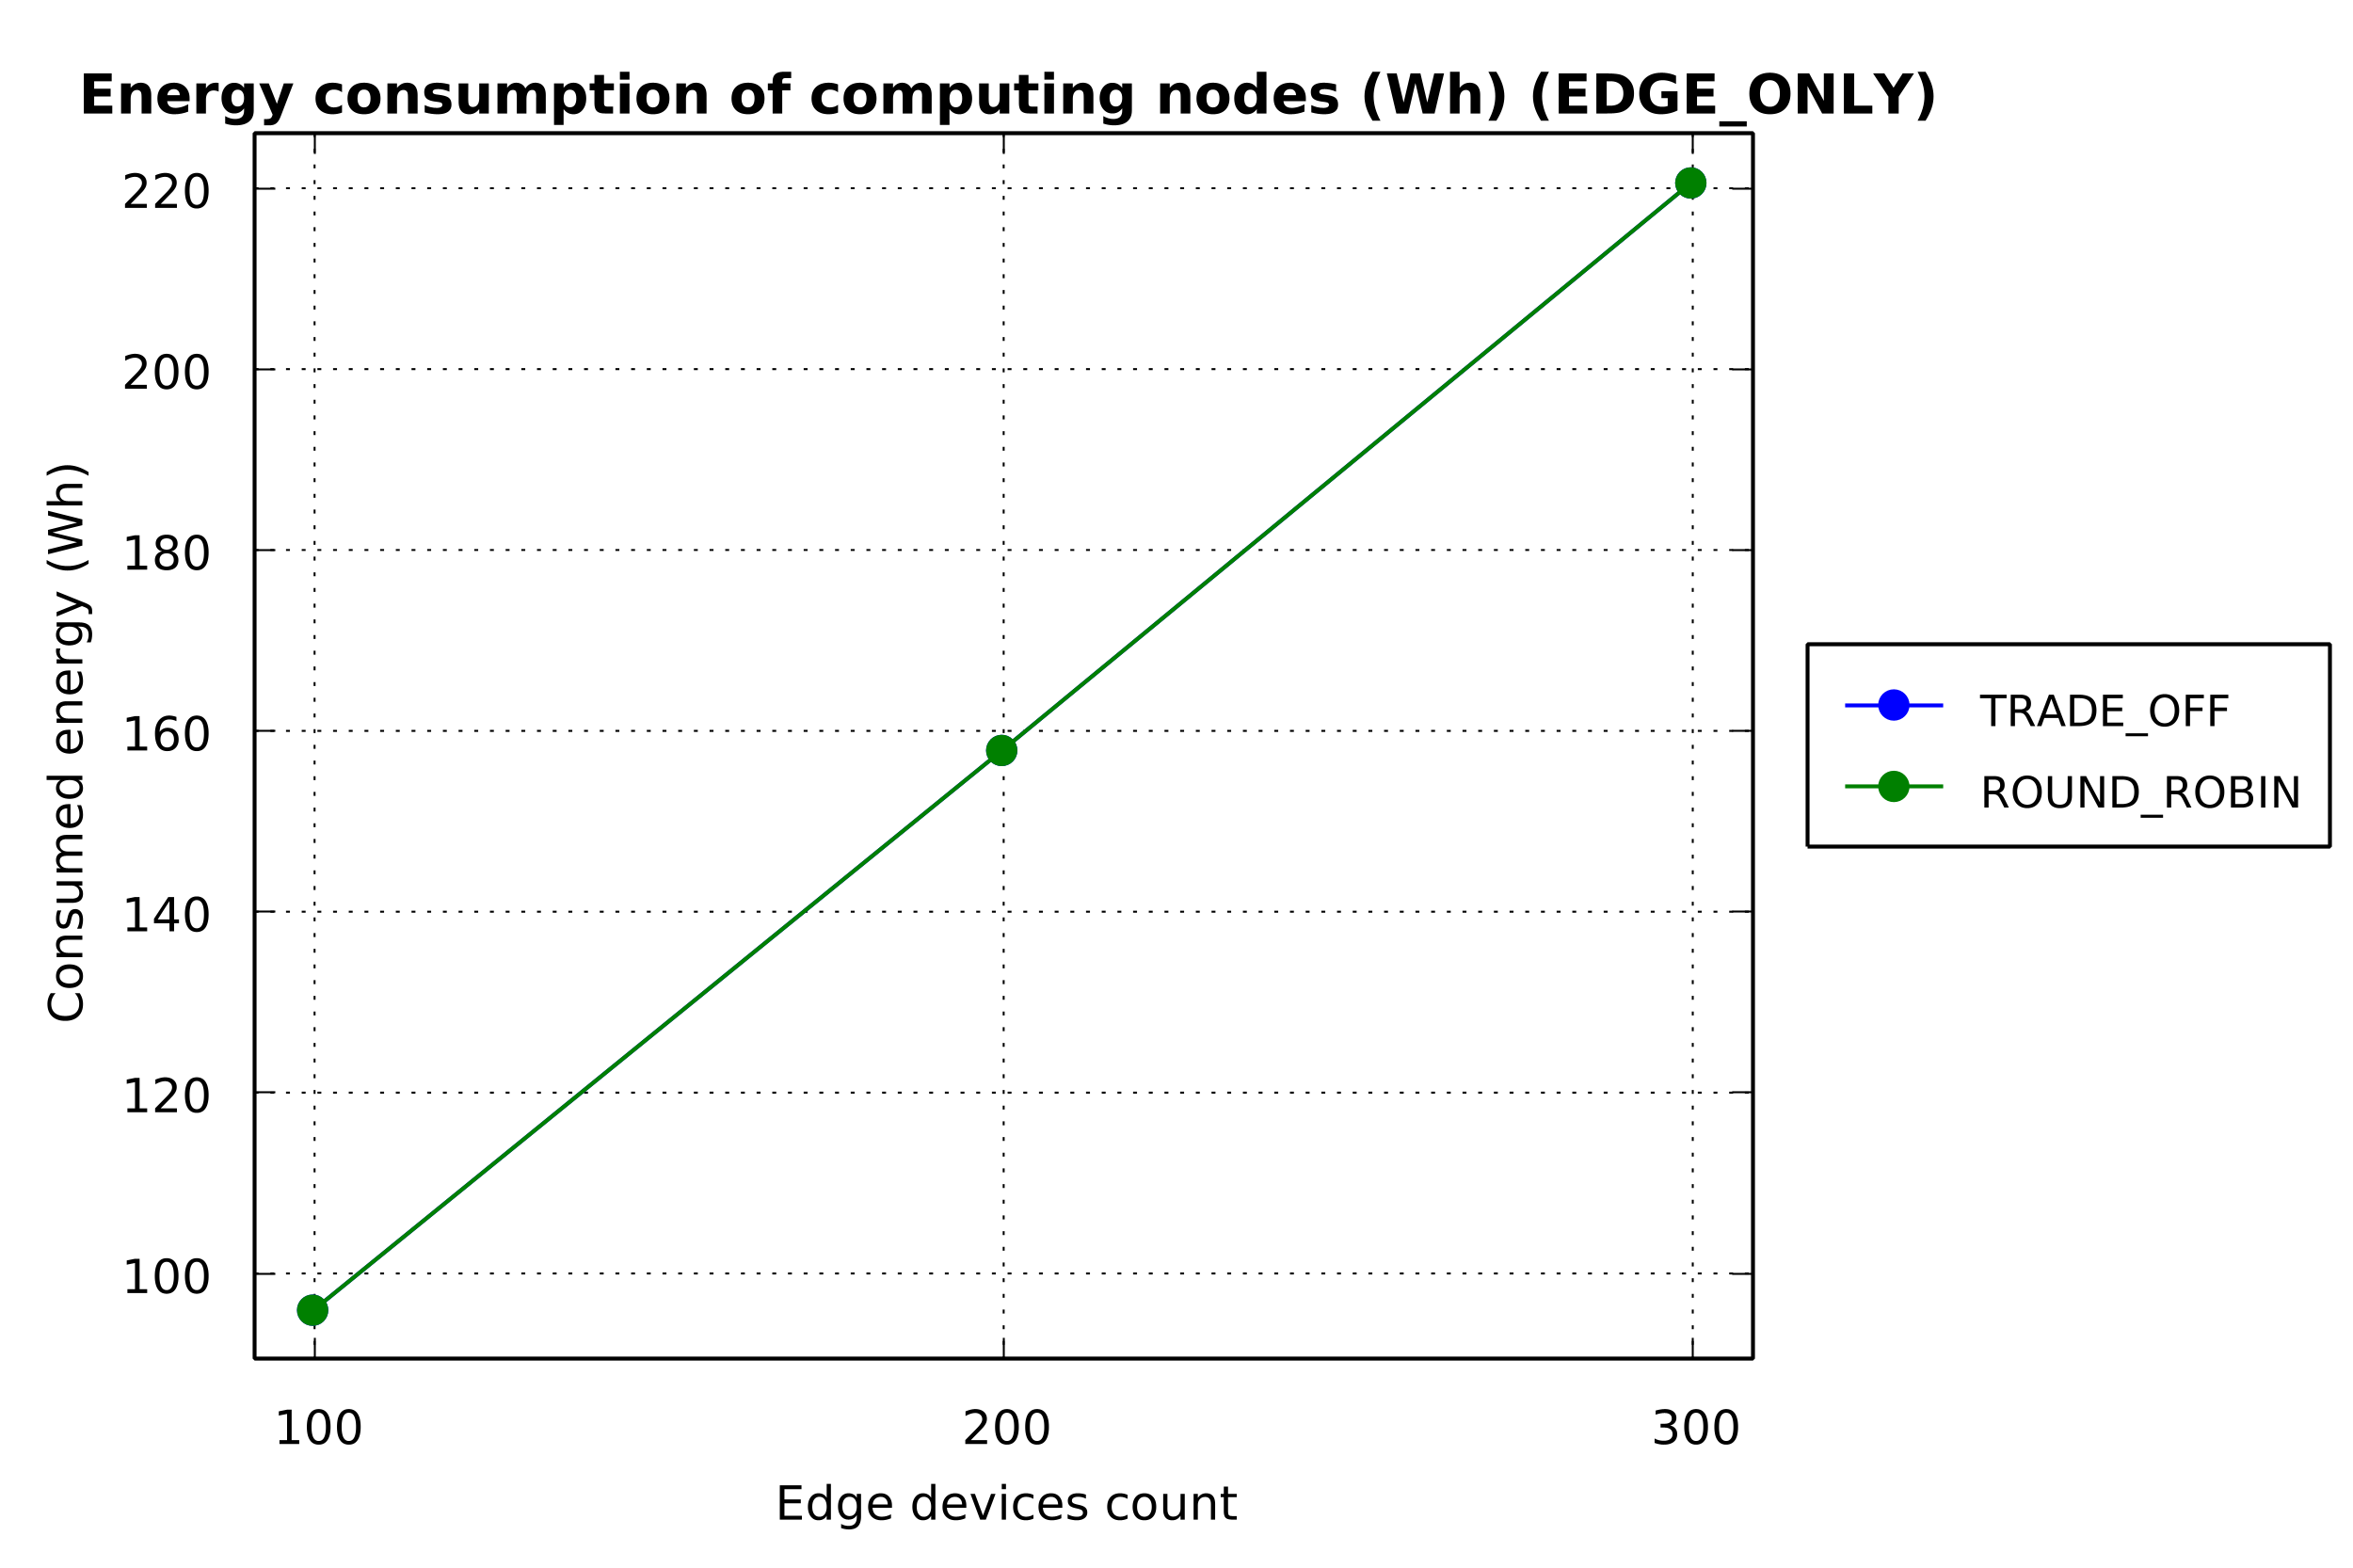 Energy consumption of computing nodes (Wh) (EDGE_ONLY)
Consumed energy (Wh)
220
200
180
160
140
120
100
100 200 300
Edge devices count
TRADE_OFF
ROUND_ROBIN